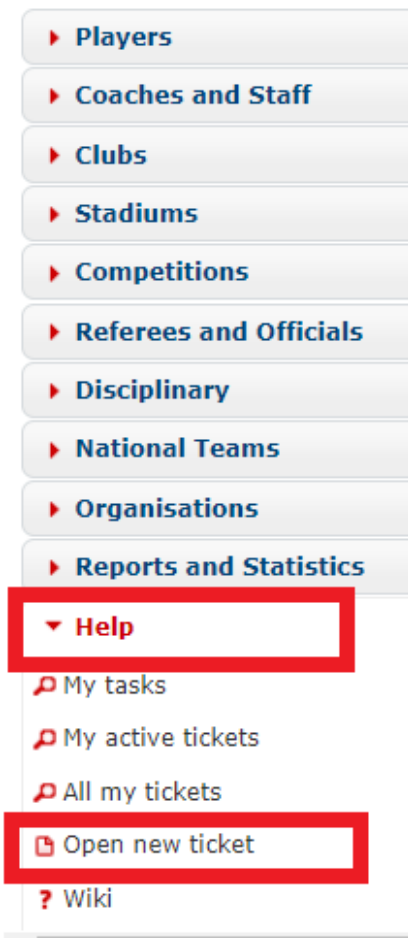 Players
Coaches and Staff
Clubs
Stadiums
Competitions
Referees and Officials
Disciplinary
National Teams
Organisations
Reports and Statistics
Help
My tasks
My active tickets
All my tickets
Open new ticket
? Wiki